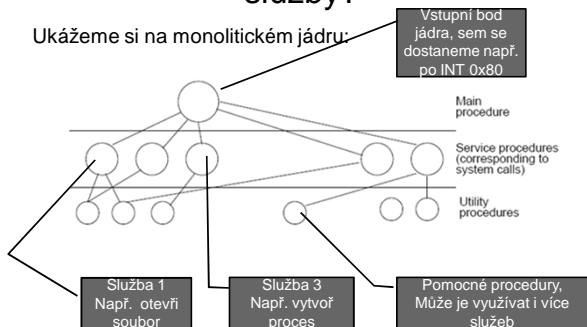 služby?
Ukážeme si na monolitickém jádru:
Vstupní bod
jádra, sem se
dostaneme např.
po INT 0x80
Main
procedure
Service procedures
(corresponding to
system calls)
Utility
procedures
Služba 1
Např. otevři
soubor
Služba 3
Např. vytvoř
proces
Pomocné procedury,
Může je využívat i více
služeb